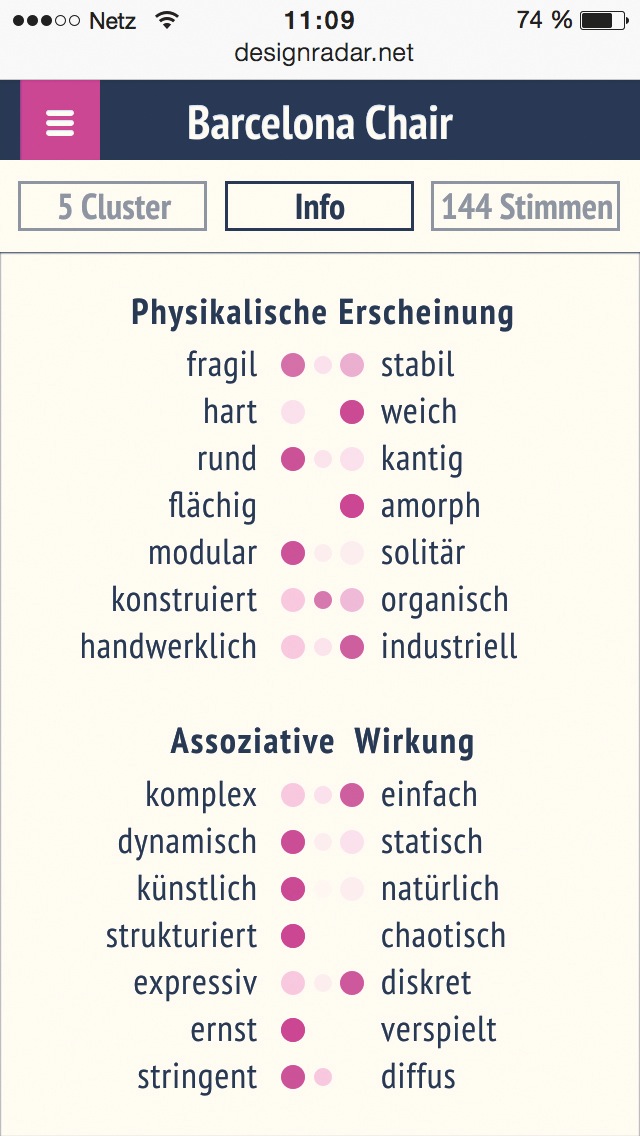 Netz 11:09 74 %
designradar.net
Barcelona Chair
5 Cluster Info 144 Stimmen
Physikalische Erscheinung
fragil stabil
hart weich
rund kantig
flächig amorph
modular solitär
konstruiert organisch
handwerklich industriell
Assoziative Wirkung
komplex einfach
dynamisch statisch
künstlich natürlich
strukturiert chaotisch
expressiv diskret
ernst verspielt
stringent diffus